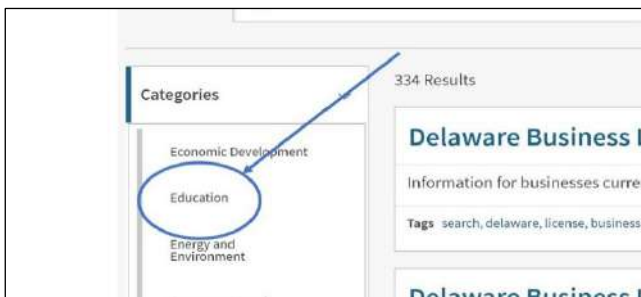 Categories
Economic Development
Education
Energy and
Environment
334 Results
Delaware Business
Information for businesses curre
Tags search, delaware, license, business
Delaware Business